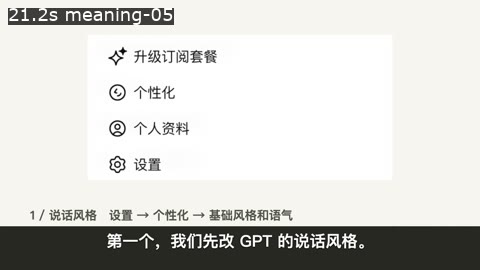 21.2s meaning-05
升级订阅套餐
个性化
个人资料
设置
1 / 说话风格 设置 → 个性化 → 基础风格和语气
第一个，我们先改 GPT 的说话风格。